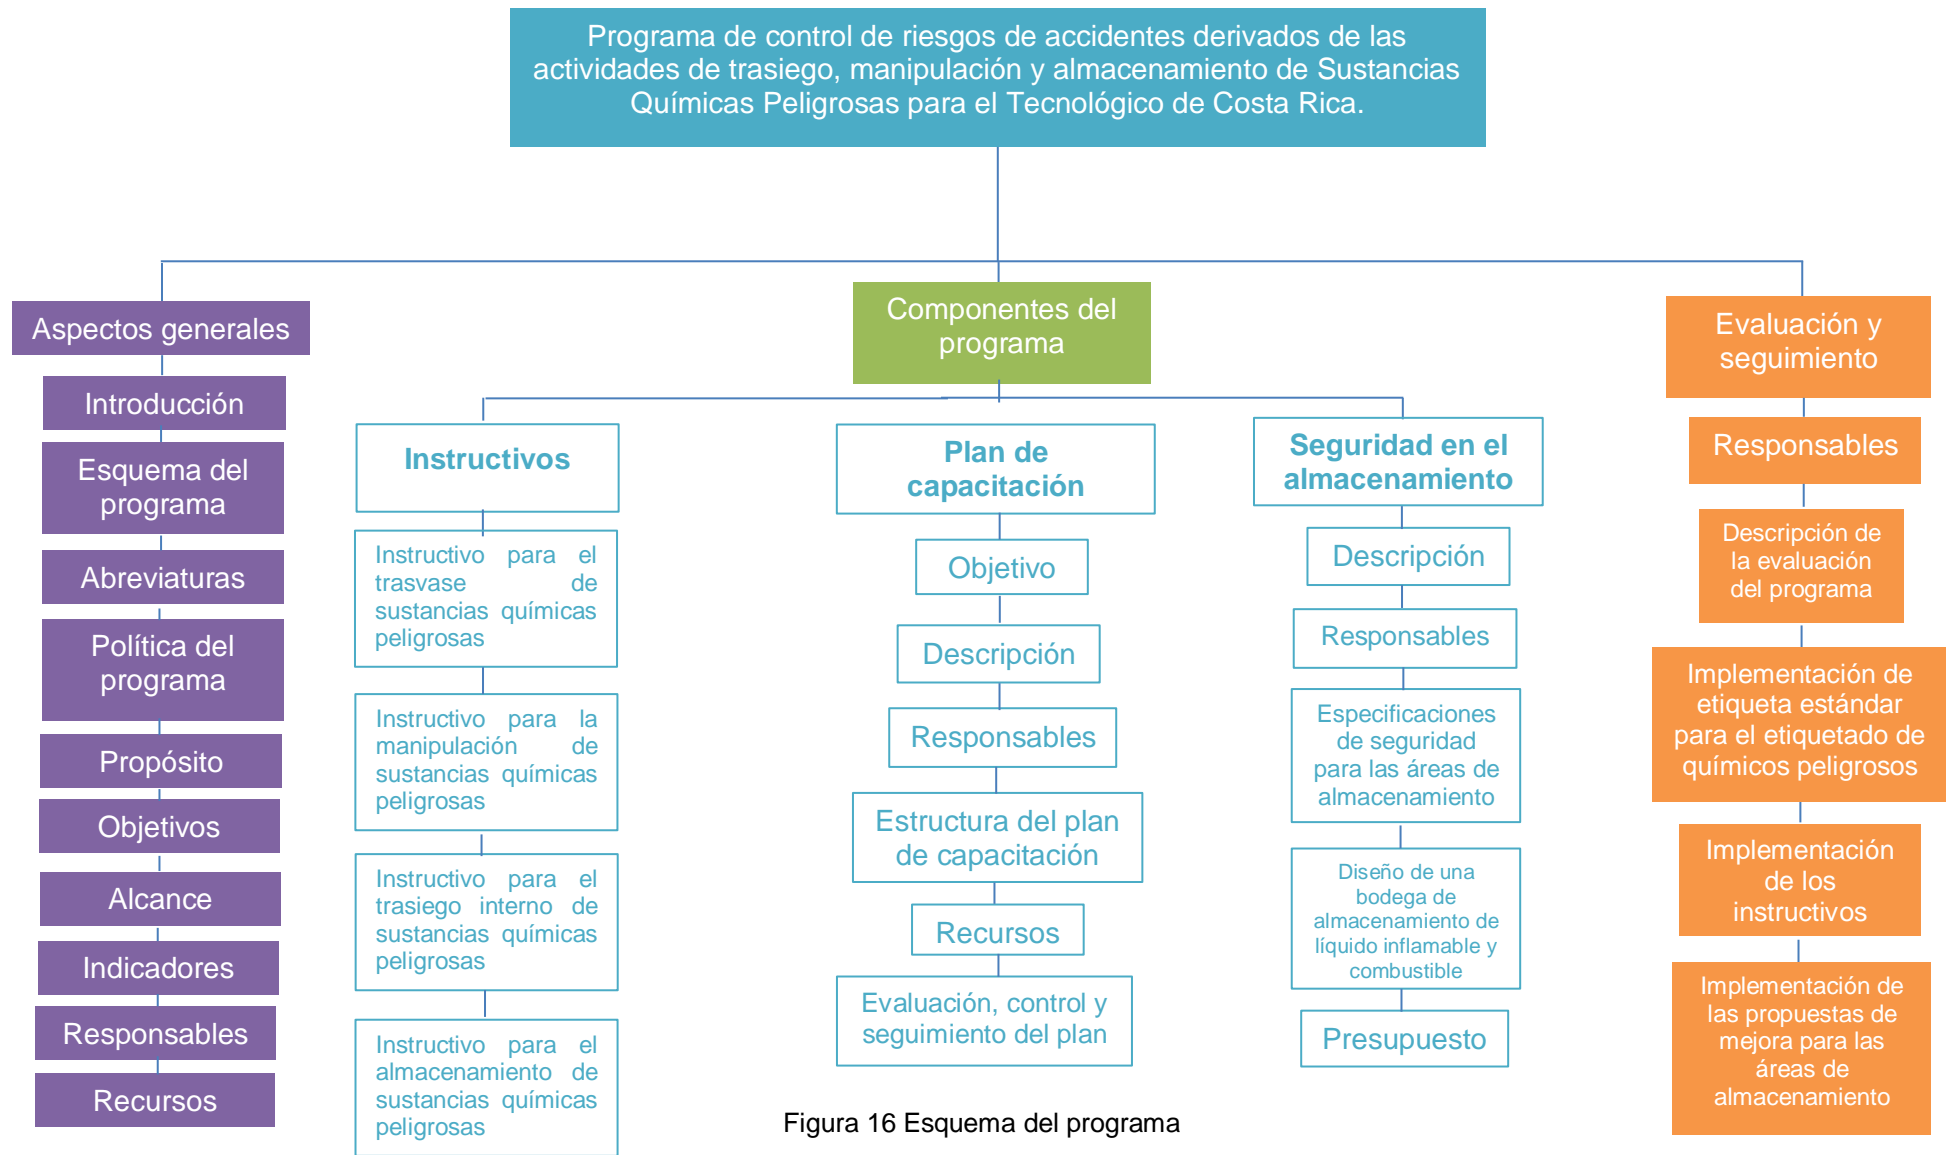 Programa de control de riesgos de accidentes derivados de las
actividades de trasiego, manipulación y almacenamiento de Sustancias
Químicas Peligrosas para el Tecnológico de Costa Rica.
Aspectos generales
Introducción
Esquema del
programa
Abreviaturas
Política del
programa
Propósito
Objetivos
Alcance
Indicadores
Responsables
Recursos
Componentes del
programa
Instructivos
Instructivo para el
trasvase de
sustancias químicas
peligrosas
Instructivo para la
manipulación de
sustancias químicas
peligrosas
Instructivo para el
trasiego interno de
sustancias químicas
peligrosas
Instructivo para el
almacenamiento de
sustancias químicas
peligrosas
Plan de
capacitación
Objetivo
Descripción
Responsables
Estructura del plan
de capacitación
Recursos
Evaluación, control y
seguimiento del plan
Seguridad en el
almacenamiento
Descripción
Responsables
Especificaciones
de seguridad
para las áreas de
almacenamiento
Diseño de una
bodega de
almacenamiento de
líquido inflamable y
combustible
Presupuesto
Evaluación y
seguimiento
Responsables
Descripción de
la evaluación
del programa
Implementación de
etiqueta estándar
para el etiquetado de
químicos peligrosos
Implementación
de los
instructivos
Implementación de
las propuestas de
mejora para las
áreas de
almacenamiento
Figura 16 Esquema del programa